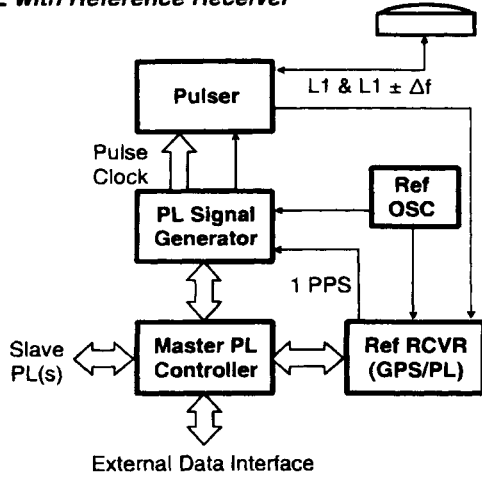 with Reference Receiver
Pulser
L1 & L1 ± Δf
Pulse
Clock
Ref
OSC
PL Signal
Generator
1 PPS
Slave
PL(s)
Master PL
Controller
Ref RCVR
(GPS/PL)
External Data Interface